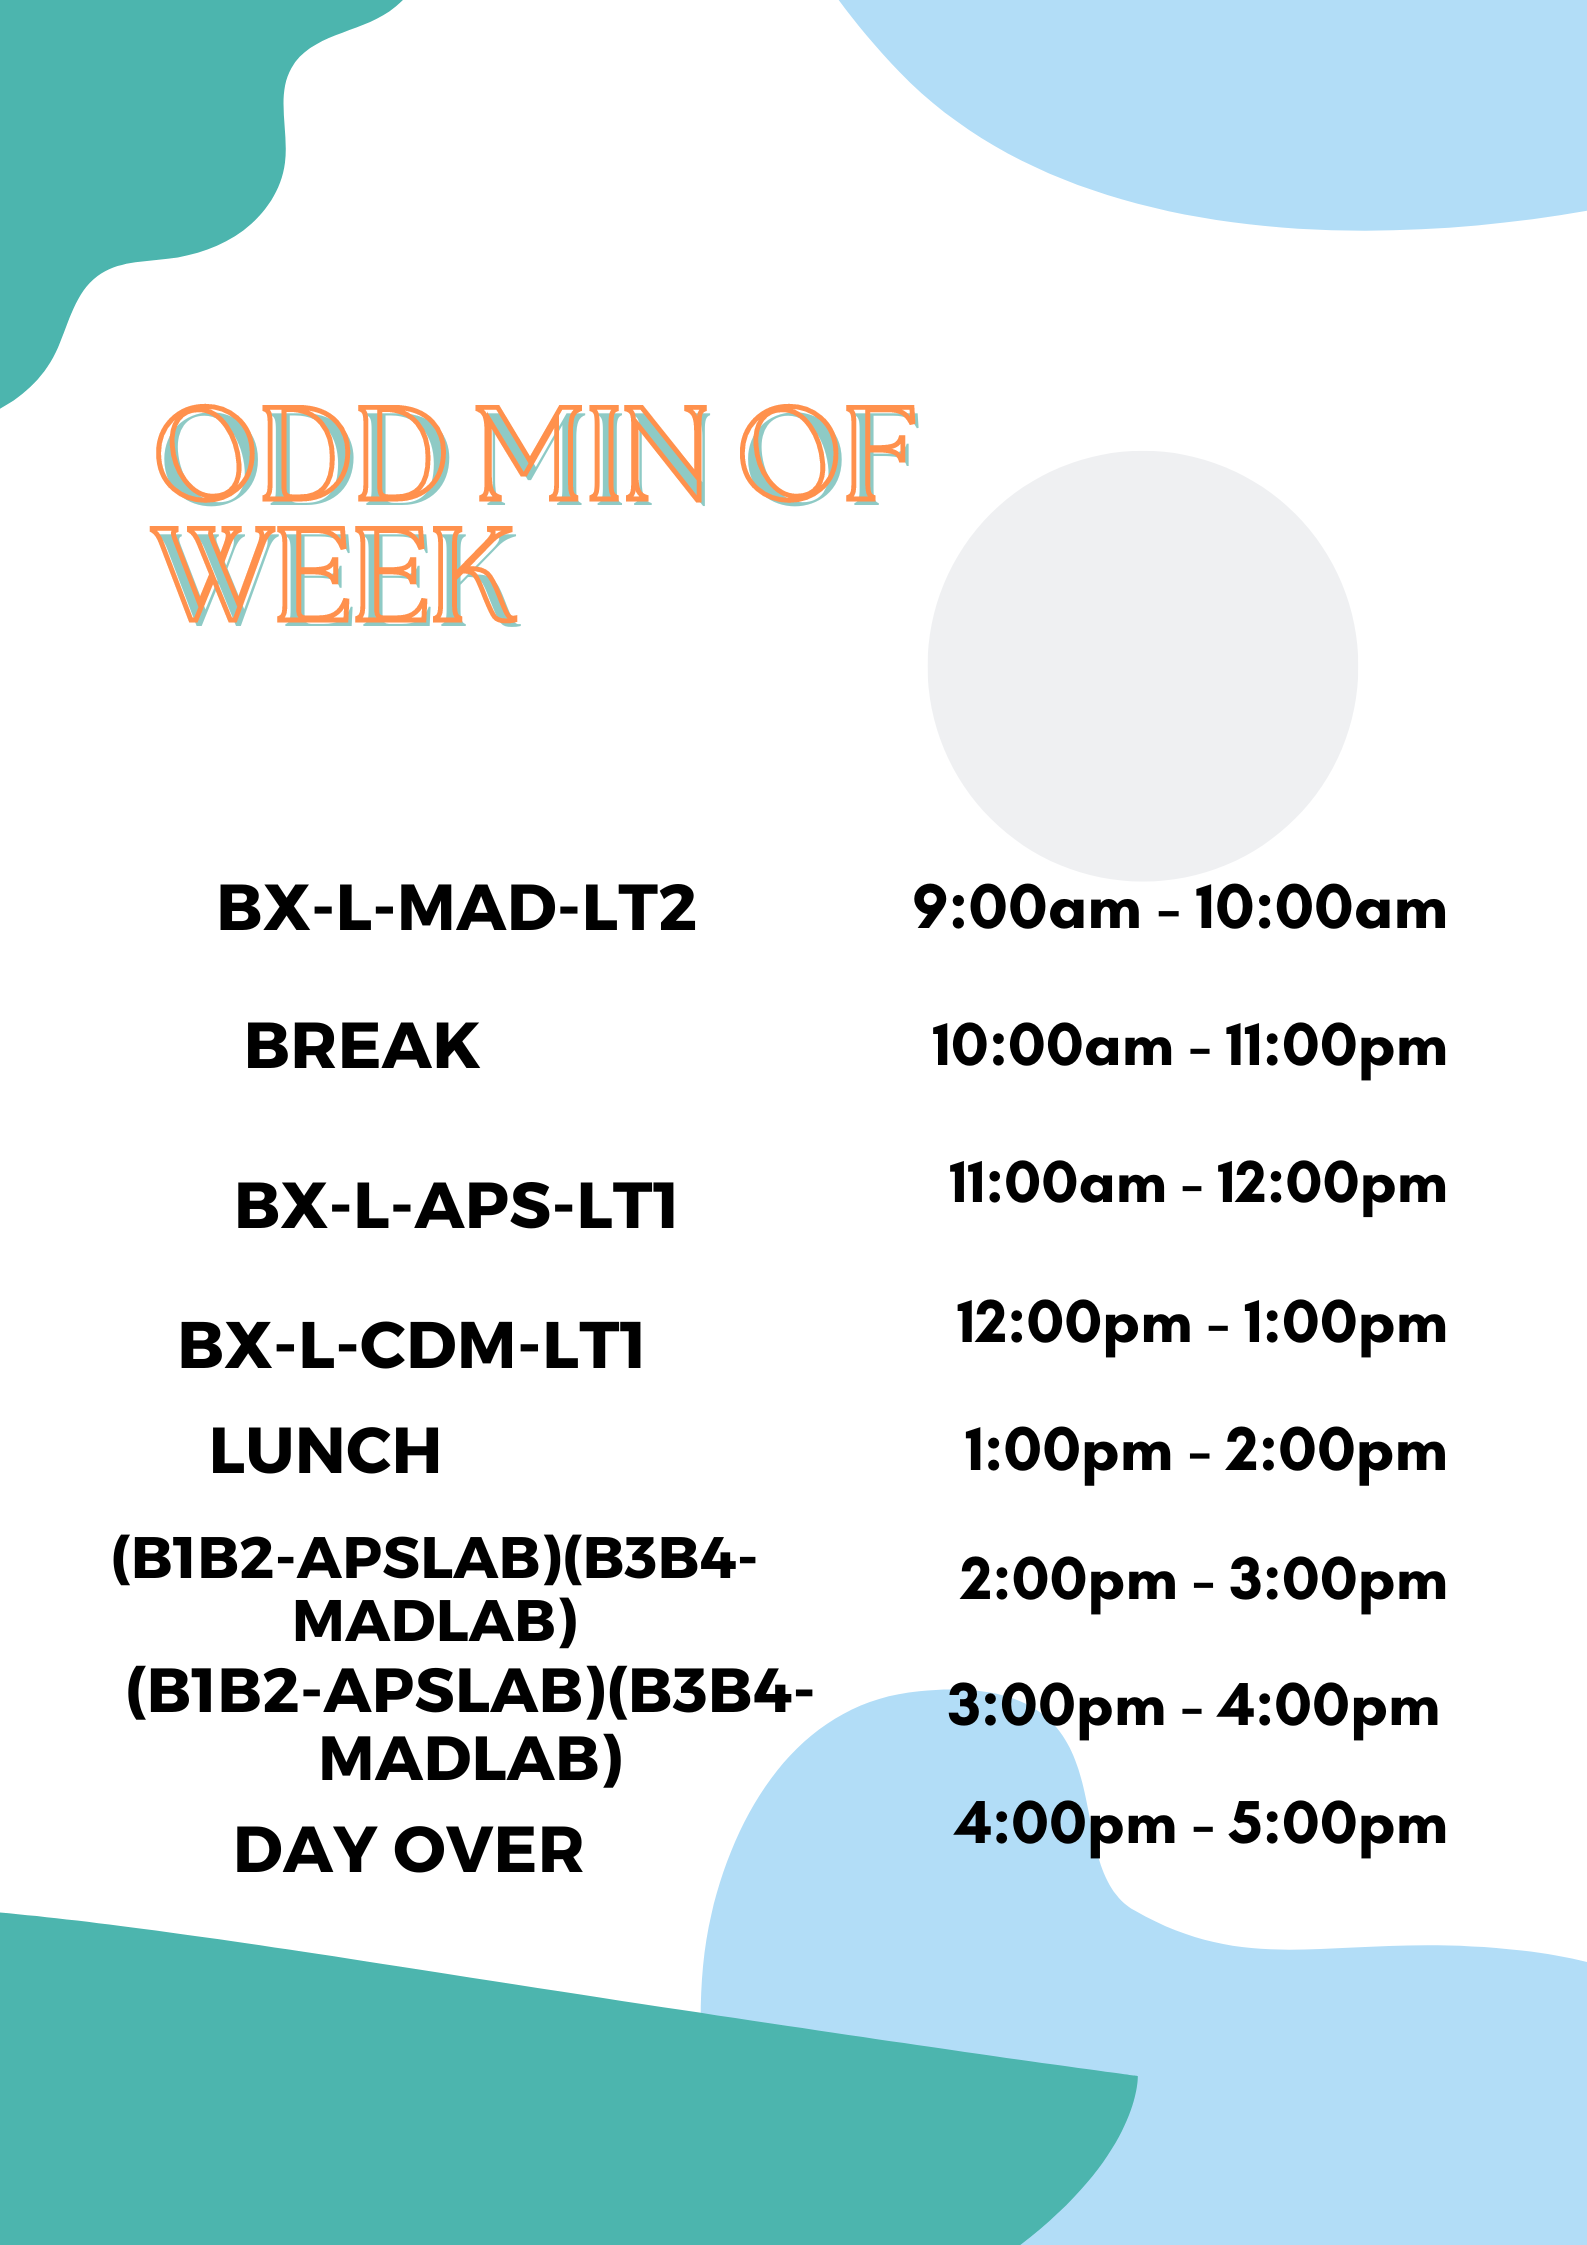 ODD MIN OF
WEEK
BX-L-MAD-LT2 9:00am - 10:00am
BREAK 10:00am - 11:00pm
BX-L-APS-LT1 11:00am - 12:00pm
BX-L-CDM-LT1 12:00pm - 1:00pm
LUNCH 1:00pm - 2:00pm
(B1B2-APSLAB)(B3B4- 2:00pm - 3:00pm
MADLAB)
(B1B2-APSLAB)(B3B4- 3:00pm - 4:00pm
MADLAB)
DAY OVER 4:00pm - 5:00pm